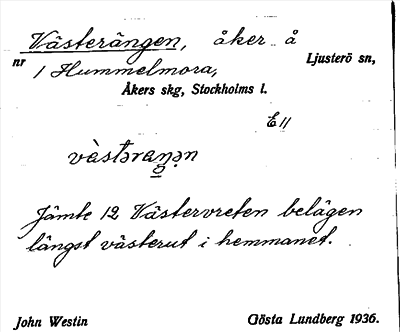 Västerängen, åker å
nr 1 Hummelmora, Ljusterö sn,
Åkers skg, Stockholms l.
E 11
Jämte 12 Västervreten belägen
längst västerut i hemmanet.
John Westin Gösta Lundberg 1936.